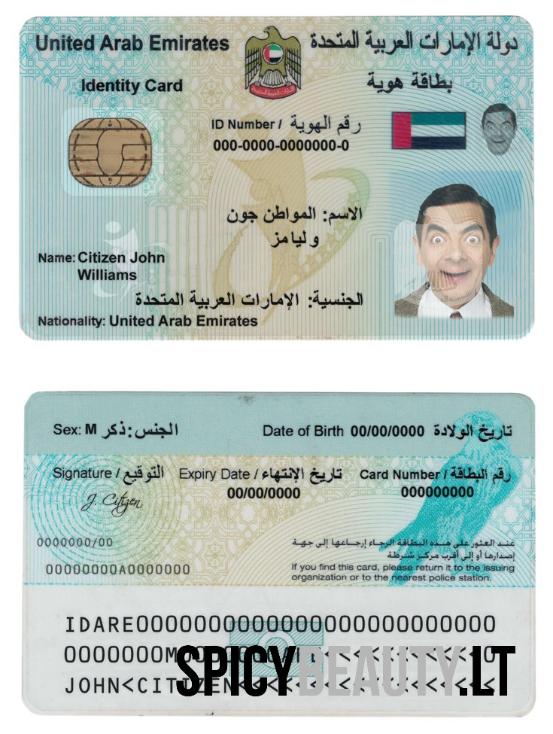 United Arab Emirates دولة الإمارات العربية المتحدة
Identity Card بطاقة هوية
ID Number / رقم الهوية
000-0000-0000000-0
الاسم: المواطن جون
وليامز
Name: Citizen John
Williams
الجنسية: الإمارات العربية المتحدة
Nationality: United Arab Emirates
Sex: M الجنس: ذكر Date of Birth 00/00/0000 تاريخ الولادة
Signature / التوقيع Expiry Date / تاريخ الإنتهاء Card Number / رقم البطاقة
00/00/0000 000000000
J. Citizen
0000000/00
00000000A0000000
عند العثور على هذه البطاقة الرجاء إرجاعها إلى جهة
إصدارها أو إلى أقرب مركز شرطة
If you find this card, please return it to the issuing
organization or to the nearest police station.
IDARE0000000000000000000000000
0000000M
JOHN<CITIZEN<<<<<<<<<<<<<<<<<<
SPICYBEAUTY.LT